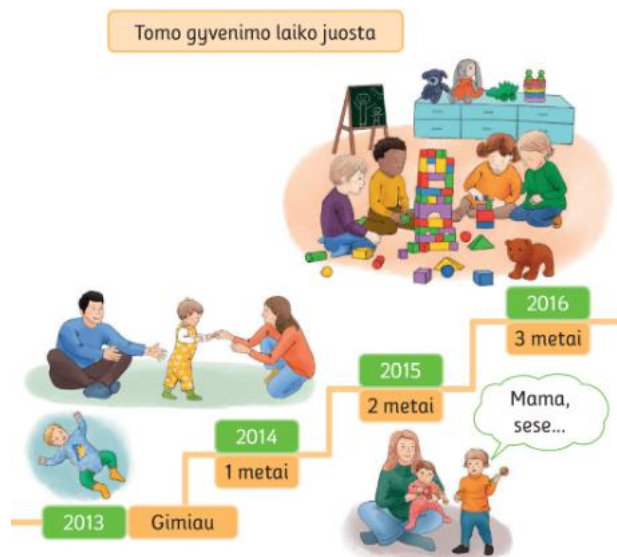 Tomo gyvenimo laiko juosta
2016
3 metai
2015
2 metai
Mama,
sese...
2014
1 metai
2013
Gimiau